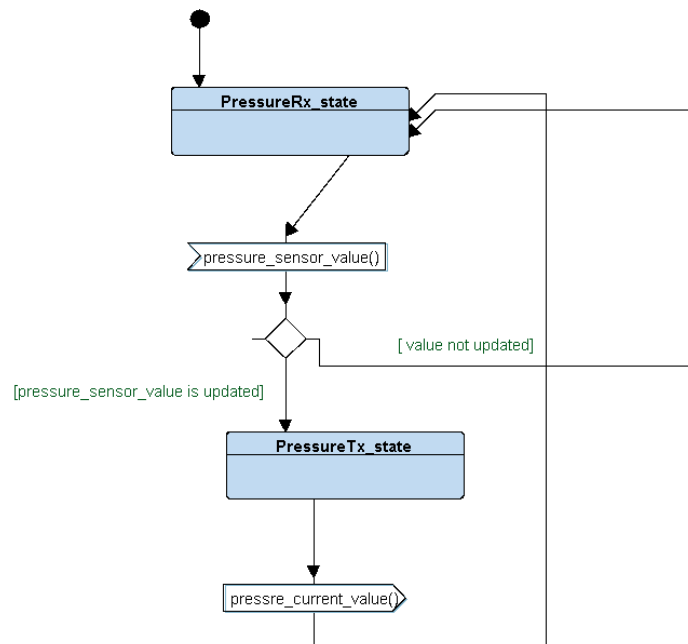 PressureRx_state
pressure_sensor_value()
[ value not updated]
[pressure_sensor_value is updated]
PressureTx_state
pressre_current_value()